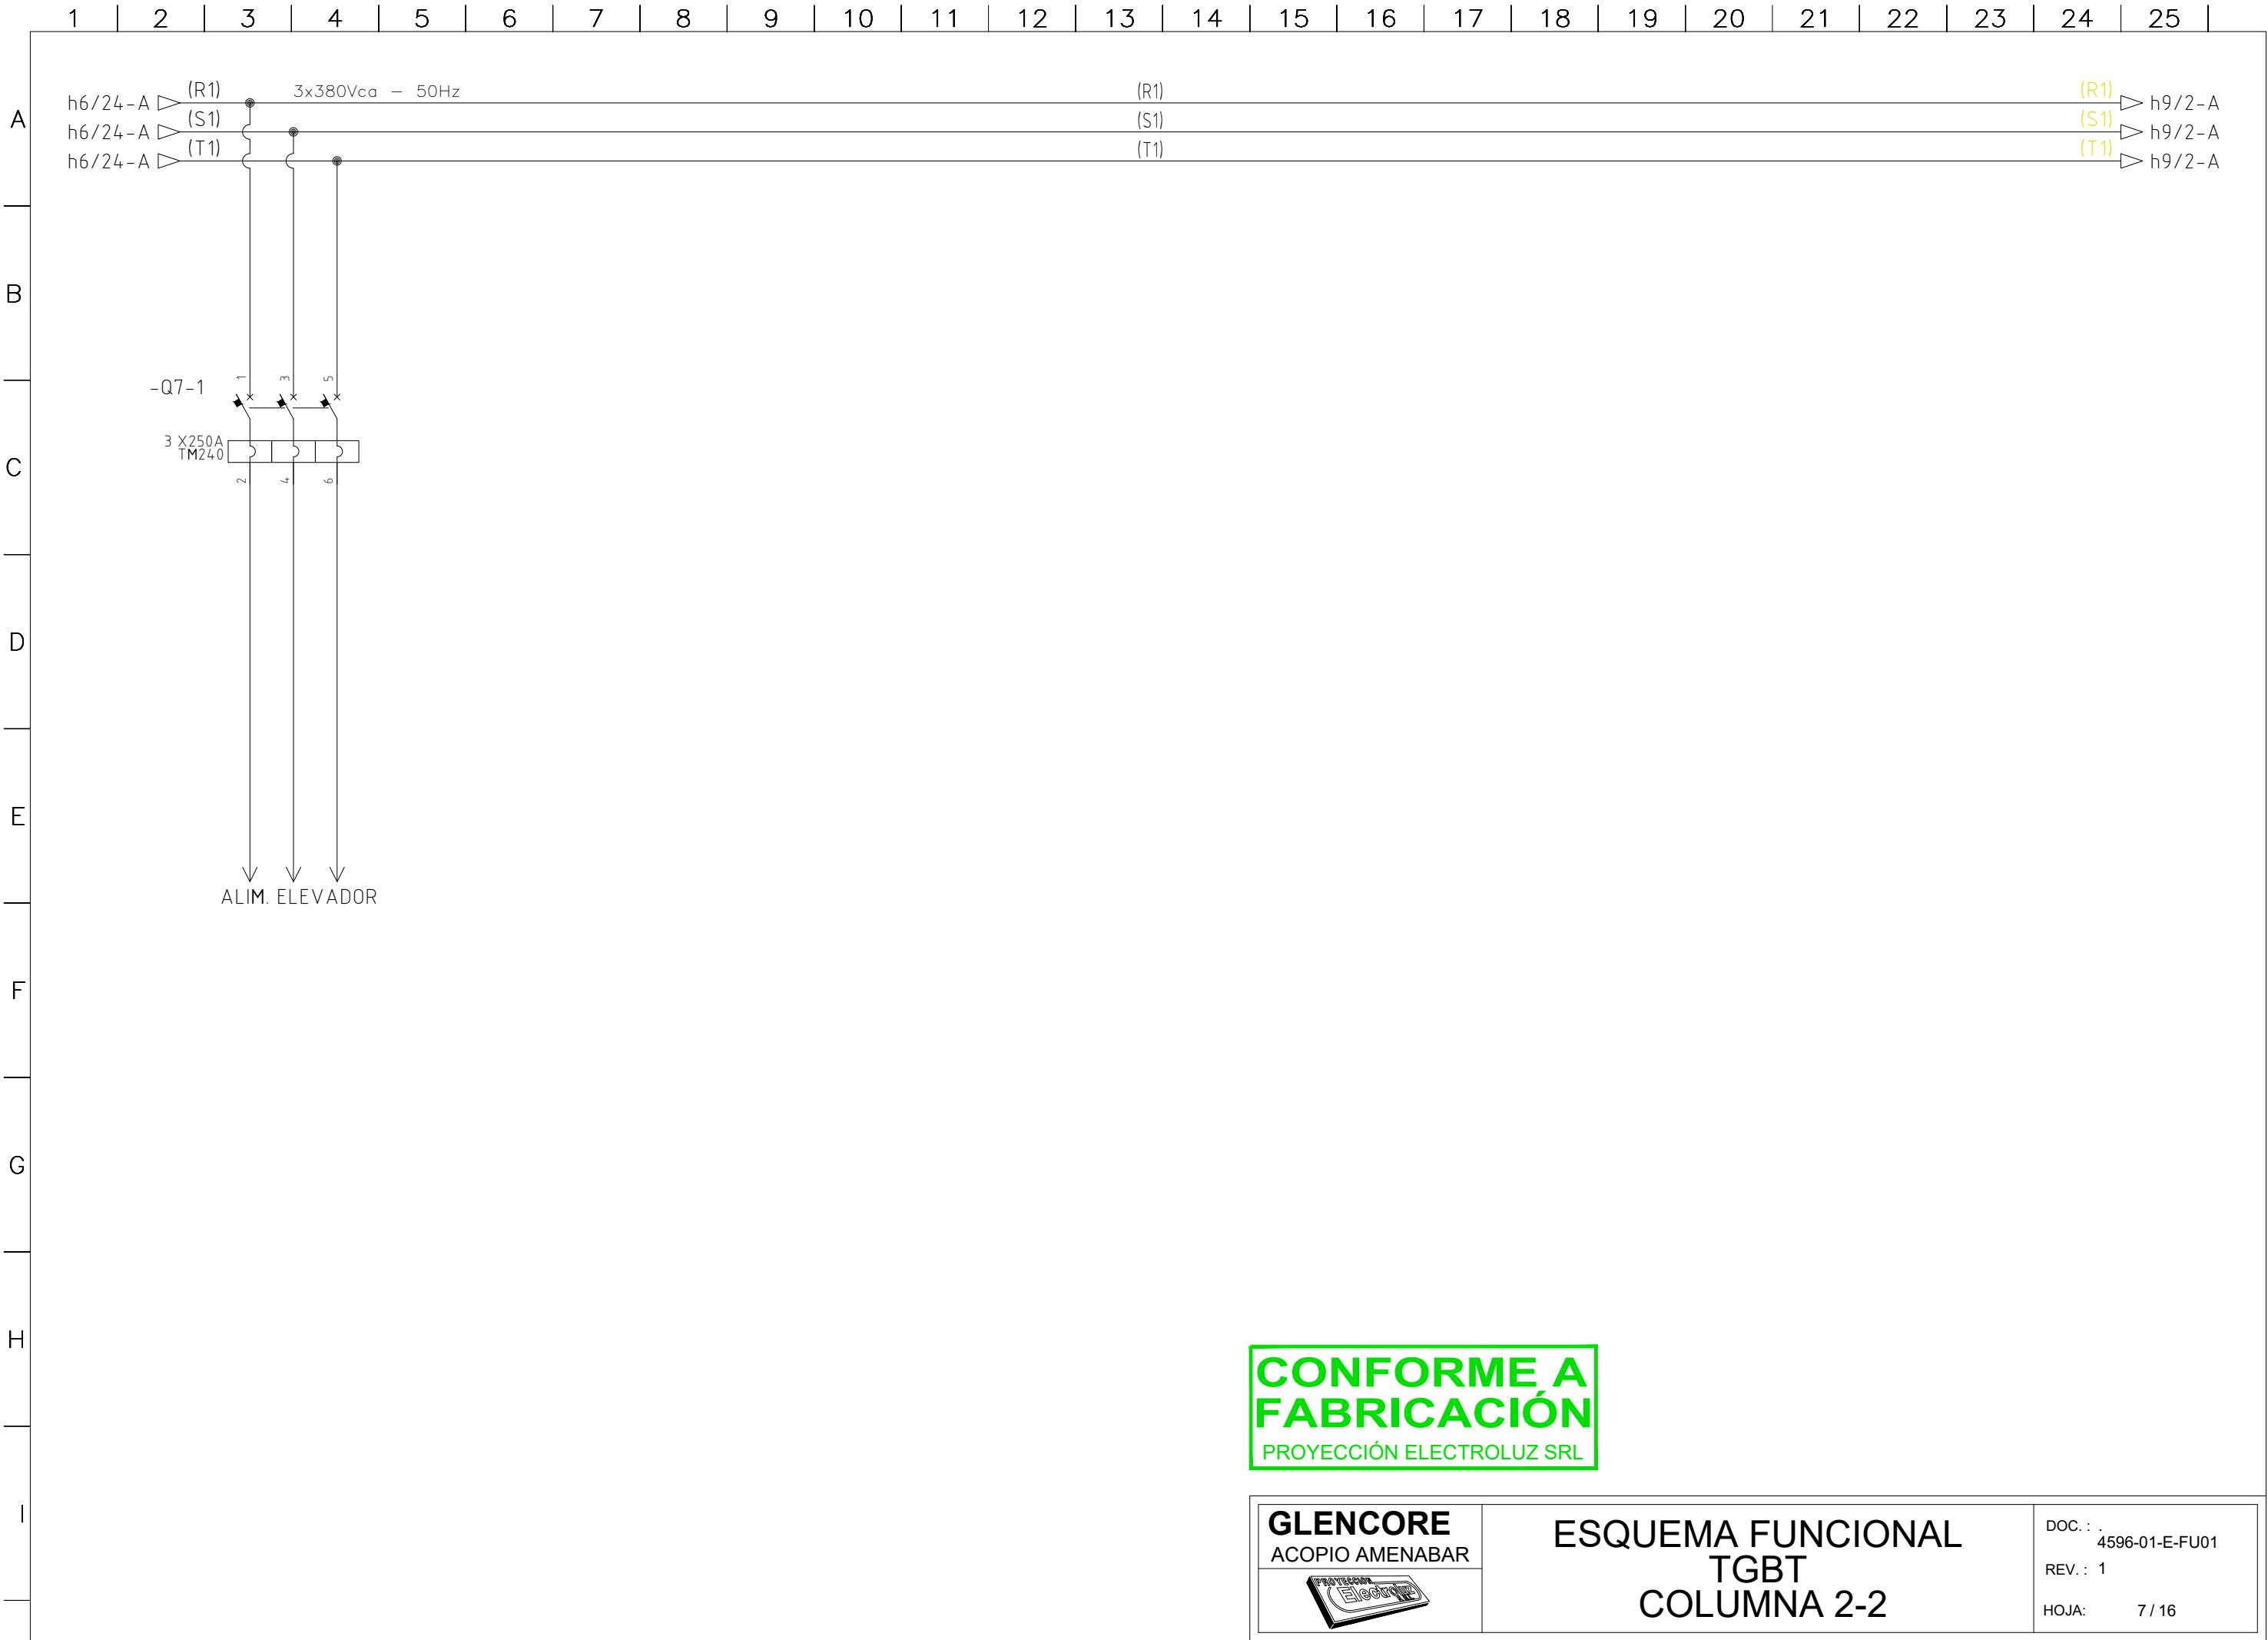 1 2 3 4 5 6 7 8 9 10 11 12 13 14 15 16 17 18 19 20 21 22 23 24 25
A
h6/24-A (R1) 3x380Vca - 50Hz (R1) (R1) h9/2-A
h6/24-A (S1) (S1) (S1) h9/2-A
h6/24-A (T1) (T1) (T1) h9/2-A
B
-Q7-1 1 3 5
3 X250A
TM240
C
2 4 6
D
E
ALIM. ELEVADOR
F
G
H
CONFORME A
FABRICACIÓN
PROYECCIÓN ELECTROLUZ SRL
I
GLENCORE
ACOPIO AMENABAR
PROYECCION
Electroluz
ESQUEMA FUNCIONAL
TGBT
COLUMNA 2-2
DOC. : .
4596-01-E-FU01
REV. : 1
HOJA: 7 / 16